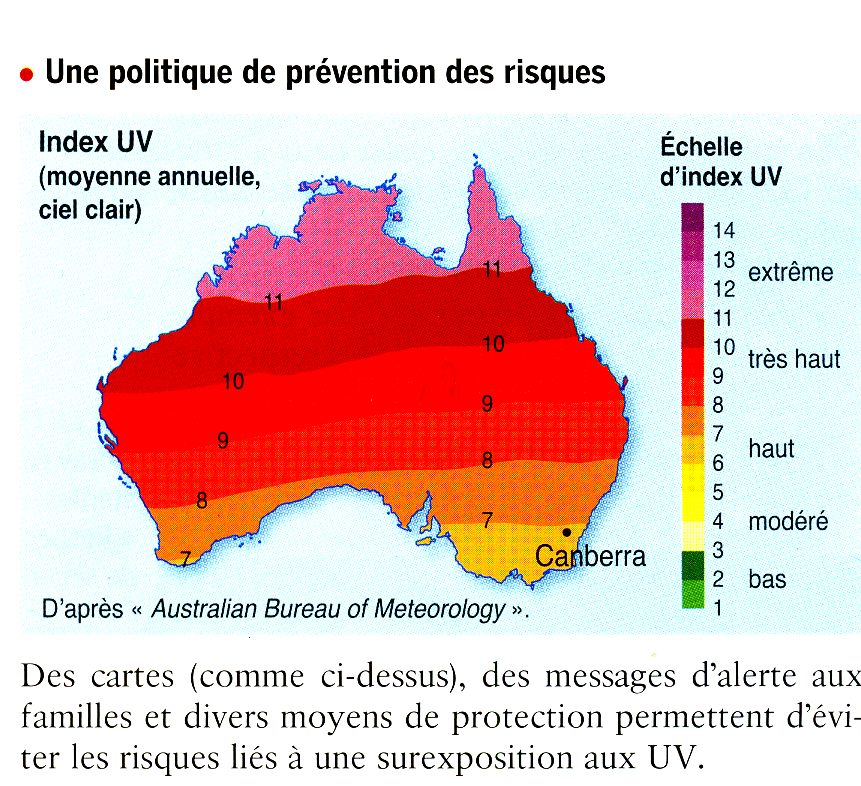 • Une politique de prévention des risques
Index UV
(moyenne annuelle,
ciel clair)
Échelle
d'index UV
14
13
12
11
10
9
8
7
6
5
4
3
2
1
extrême
très haut
haut
modéré
bas
11
11
10
10
9
9
8
8
7
7
Canberra
D'après « Australian Bureau of Meteorology ».
Des cartes (comme ci-dessus), des messages d'alerte aux
familles et divers moyens de protection permettent d'évi-
ter les risques liés à une surexposition aux UV.